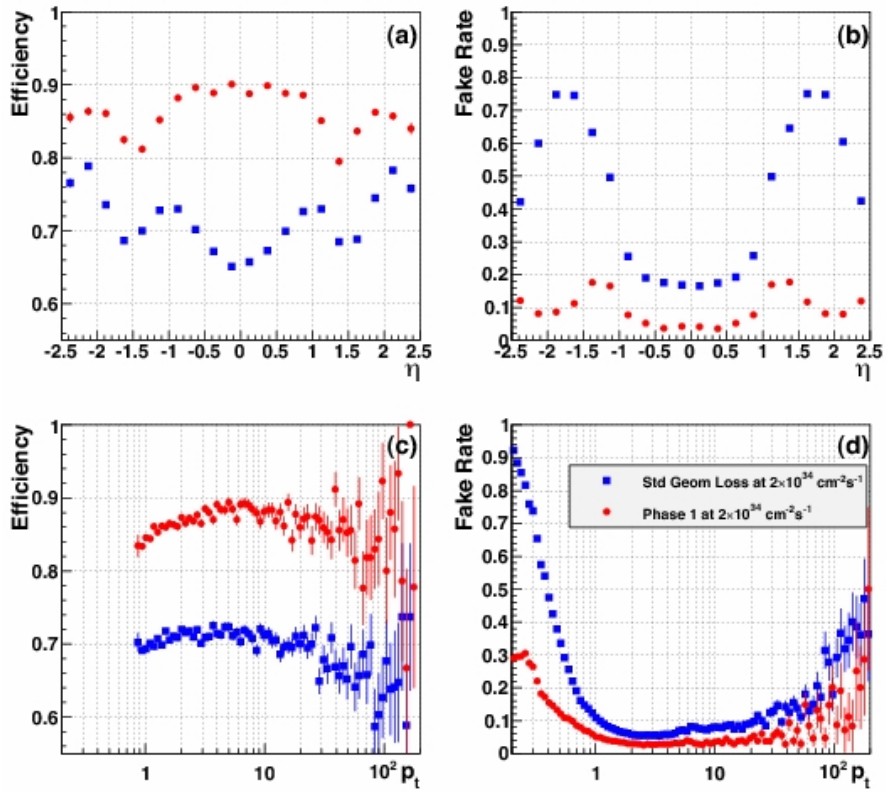 (a)
Efficiency
1
0.9
0.8
0.7
0.6
-2.5 -2 -1.5 -1 -0.5 0 0.5 1 1.5 2 2.5
η
(b)
Fake Rate
1
0.9
0.8
0.7
0.6
0.5
0.4
0.3
0.2
0.1
0
-2.5 -2 -1.5 -1 -0.5 0 0.5 1 1.5 2 2.5
η
(c)
Efficiency
1
0.9
0.8
0.7
0.6
1 10 10² pₜ
(d)
Fake Rate
1
0.9
0.8
0.7
0.6
0.5
0.4
0.3
0.2
0.1
0
Std Geom Loss at 2×10³⁴ cm⁻²s⁻¹
Phase 1 at 2×10³⁴ cm⁻²s⁻¹
1 10 10² pₜ